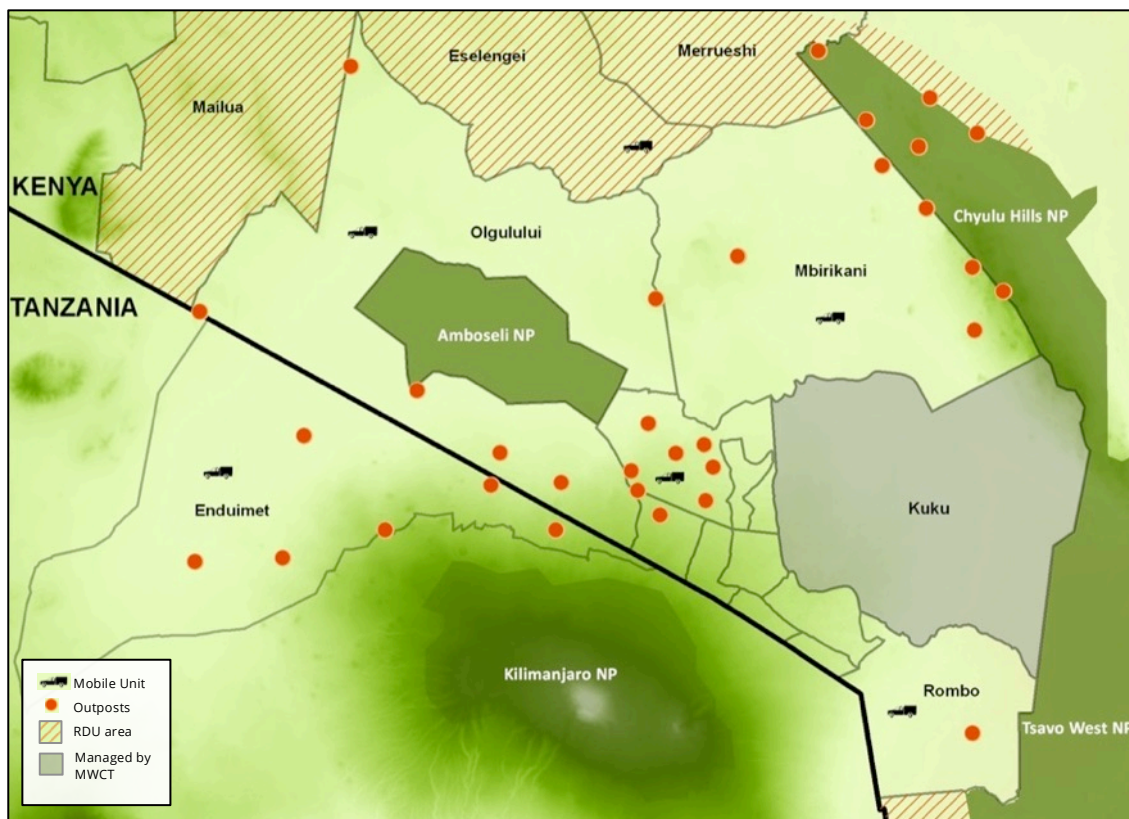 Merrueshi
Eselengei
Mailua
KENYA
Chyulu Hills NP
Olgulului
Mbirikani
TANZANIA
Amboseli NP
Enduimet
Kuku
Kilimanjaro NP
Rombo
Tsavo West NP
Mobile Unit
Outposts
RDU area
Managed by
MWCT